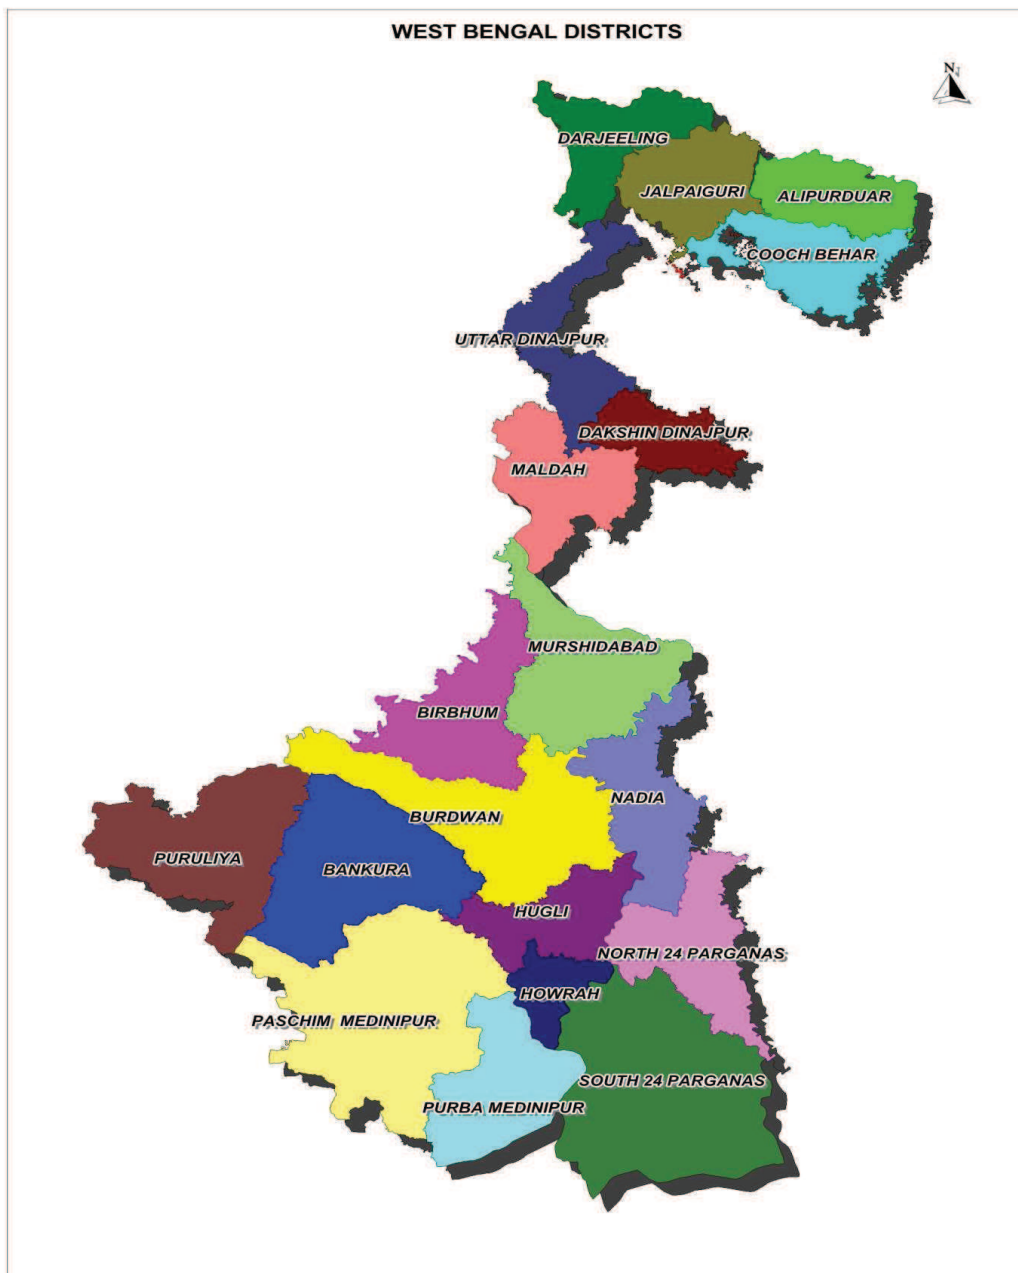 WEST BENGAL DISTRICTS
N
DARJEELING
JALPAIGURI
ALIPURDUAR
COOCH BEHAR
UTTAR DINAJPUR
DAKSHIN DINAJPUR
MALDAH
MURSHIDABAD
BIRBHUM
NADIA
BURDWAN
PURULIYA
BANKURA
HUGLI
NORTH 24 PARGANAS
HOWRAH
PASCHIM MEDINIPUR
SOUTH 24 PARGANAS
PURBA MEDINIPUR